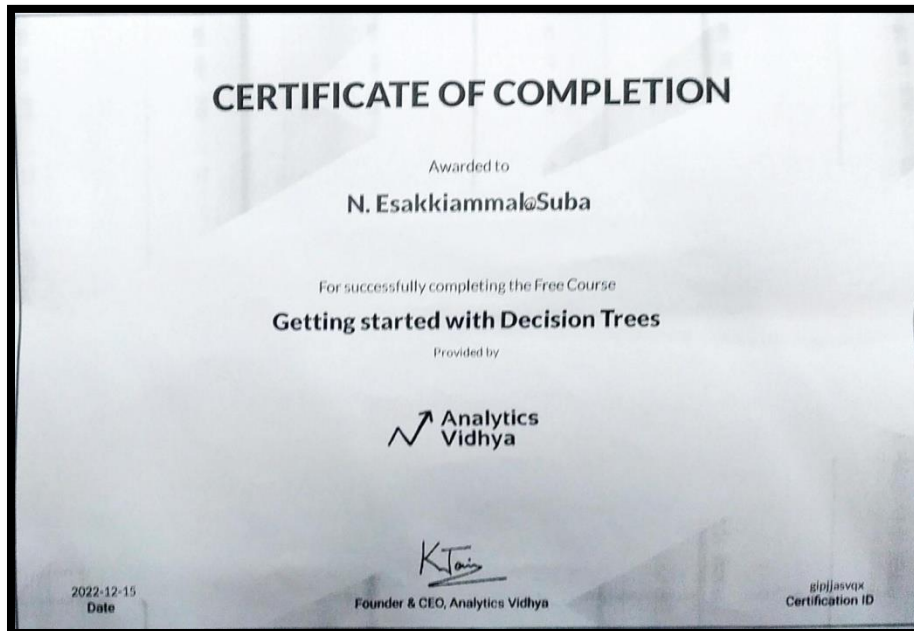 CERTIFICATE OF COMPLETION
Awarded to
N. Esakkiammal@Suba
For successfully completing the Free Course
Getting started with Decision Trees
Provided by
Analytics
Vidhya
KJain
2022-12-15
Date
Founder & CEO, Analytics Vidhya
gipjjasvqx
Certification ID